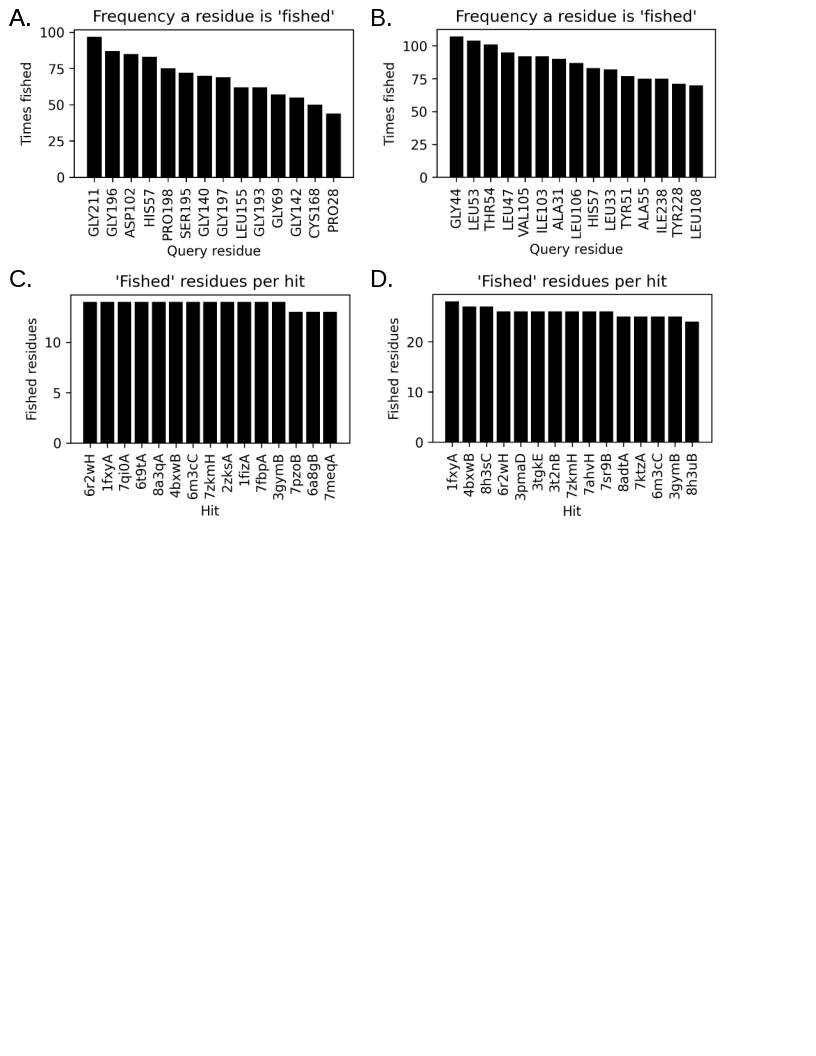 A.
Frequency a residue is 'fished'
Times fished
100
75
50
25
0
GLY211
GLY196
ASP102
HIS57
PRO198
SER195
GLY140
GLY197
LEU155
GLY193
GLY69
GLY142
CYS168
PRO28
Query residue
B.
Frequency a residue is 'fished'
Times fished
100
75
50
25
0
GLY44
LEU53
THR54
LEU47
VAL105
ILE103
ALA31
LEU106
HIS57
LEU33
TYR51
ALA55
ILE238
TYR228
LEU108
Query residue
C.
'Fished' residues per hit
Fished residues
10
5
0
6r2wH
1fxyA
7qi0A
6t9tA
8a3qA
4bxwB
6m3cC
7zkmH
2zksA
1fizA
7fbpA
3gymB
7pzoB
6a8gB
7meqA
Hit
D.
'Fished' residues per hit
Fished residues
20
10
0
1fxyA
4bxwB
8h3sC
6r2wH
3pmaD
3tgkE
3t2nB
7zkmH
7ahvH
7sr9B
8adtA
7ktzA
6m3cC
3gymB
8h3uB
Hit